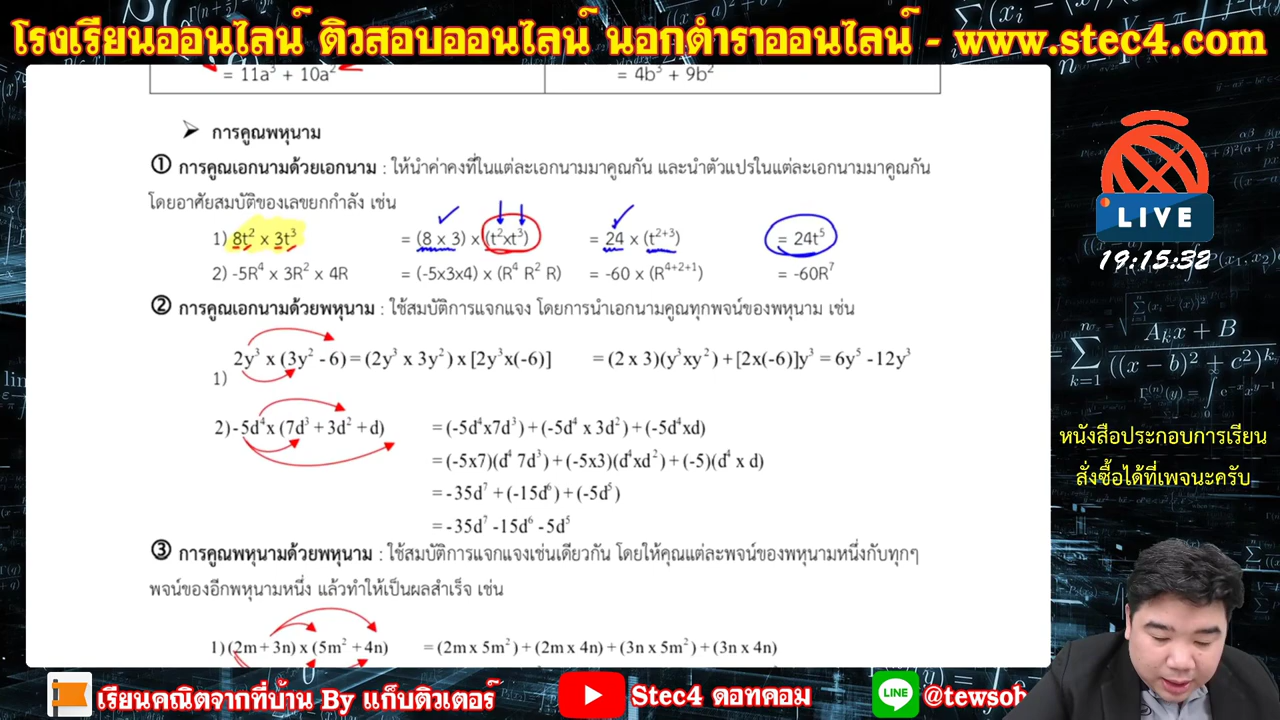 โรงเรียนออนไลน์ ติวสอบออนไลน์ นอกตำราออนไลน์ - www.stec4.com
= 11a³ + 10a² = 4b³ + 9b²
➤ การคูณพหุนาม
① การคูณเอกนามด้วยเอกนาม : ให้นำค่าคงที่ในแต่ละเอกนามมาคูณกัน และนำตัวแปรในแต่ละเอกนามมาคูณกัน
โดยอาศัยสมบัติของเลขยกกำลัง เช่น
1) 8t² x 3t³ = (8 x 3) x (t²xt³) = 24 x (t²⁺³) = 24t⁵
2) -5R⁴ x 3R² x 4R = (-5x3x4) x (R⁴ R² R) = -60 x (R⁴⁺²⁺¹) = -60R⁷
② การคูณเอกนามด้วยพหุนาม : ใช้สมบัติการแจกแจง โดยการนำเอกนามคูณทุกพจน์ของพหุนาม เช่น
1) 2y³ x (3y² - 6) = (2y³ x 3y²) x [2y³x(-6)] = (2 x 3)(y³xy²) + [2x(-6)]y³ = 6y⁵ -12y³
2) -5d⁴x (7d³ + 3d² + d) = (-5d⁴x7d³) + (-5d⁴ x 3d²) + (-5d⁴xd)
= (-5x7)(d⁴ 7d³) + (-5x3)(d⁴xd²) + (-5)(d⁴ x d)
= -35d⁷ + (-15d⁶) + (-5d⁵)
= -35d⁷ -15d⁶ -5d⁵
③ การคูณพหุนามด้วยพหุนาม : ใช้สมบัติการแจกแจงเช่นเดียวกัน โดยให้คุณแต่ละพจน์ของพหุนามหนึ่งกับทุกๆ
พจน์ของอีกพหุนามหนึ่ง แล้วทำให้เป็นผลสำเร็จ เช่น
1) (2m + 3n) x (5m² + 4n) = (2m x 5m²) + (2m x 4n) + (3n x 5m²) + (3n x 4n)
LIVE
19:15:32
หนังสือประกอบการเรียน
สั่งซื้อได้ที่เพจนะครับ
เรียนคณิตจากที่บ้าน By แก๊บติวเตอร์
Stec4 ดอทคอม
LINE
@tewsob